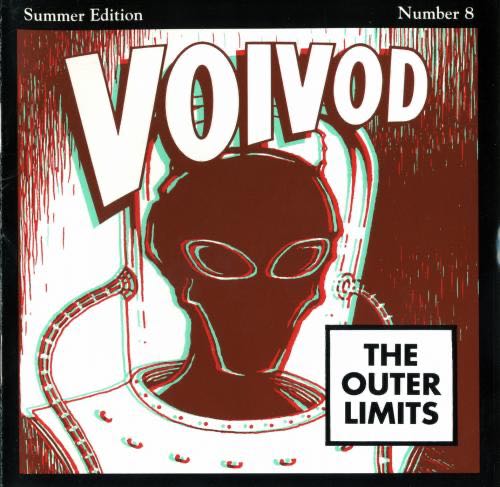 Summer Edition
Number 8
VOIVOD
THE
OUTER
LIMITS